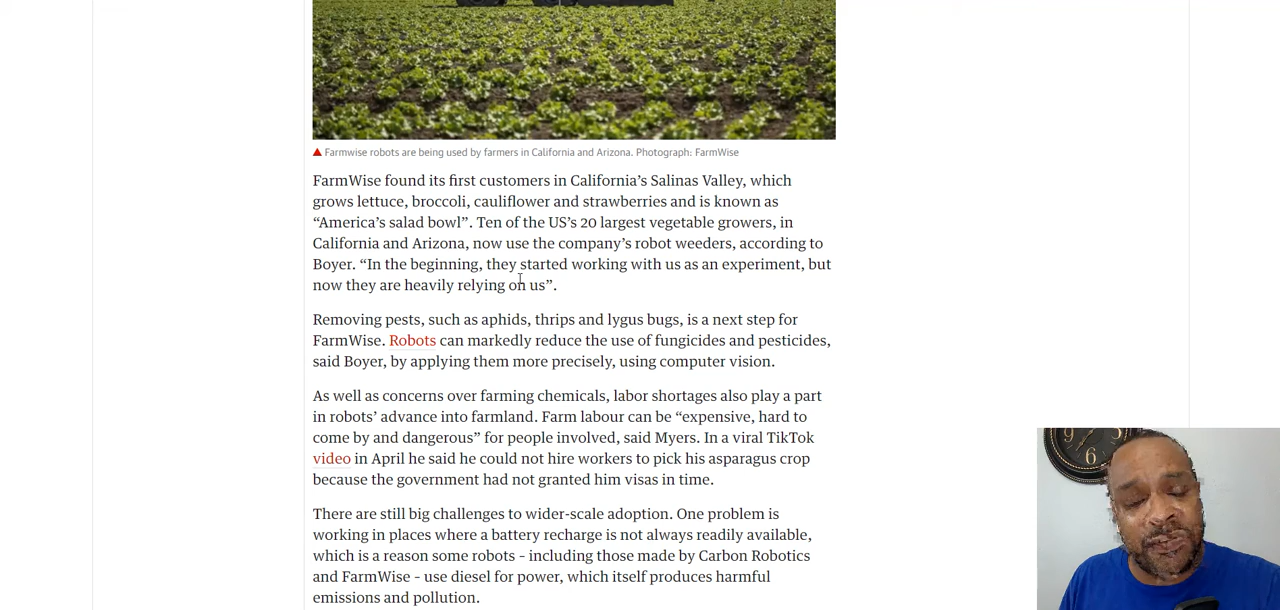 Farmwise robots are being used by farmers in California and Arizona. Photograph: FarmWise
FarmWise found its first customers in California’s Salinas Valley, which
grows lettuce, broccoli, cauliflower and strawberries and is known as
“America’s salad bowl”. Ten of the US’s 20 largest vegetable growers, in
California and Arizona, now use the company’s robot weeders, according to
Boyer. “In the beginning, they started working with us as an experiment, but
now they are heavily relying on us”.
Removing pests, such as aphids, thrips and lygus bugs, is a next step for
FarmWise. Robots can markedly reduce the use of fungicides and pesticides,
said Boyer, by applying them more precisely, using computer vision.
As well as concerns over farming chemicals, labor shortages also play a part
in robots’ advance into farmland. Farm labour can be “expensive, hard to
come by and dangerous” for people involved, said Myers. In a viral TikTok
video in April he said he could not hire workers to pick his asparagus crop
because the government had not granted him visas in time.
There are still big challenges to wider-scale adoption. One problem is
working in places where a battery recharge is not always readily available,
which is a reason some robots – including those made by Carbon Robotics
and FarmWise – use diesel for power, which itself produces harmful
emissions and pollution.
9
6